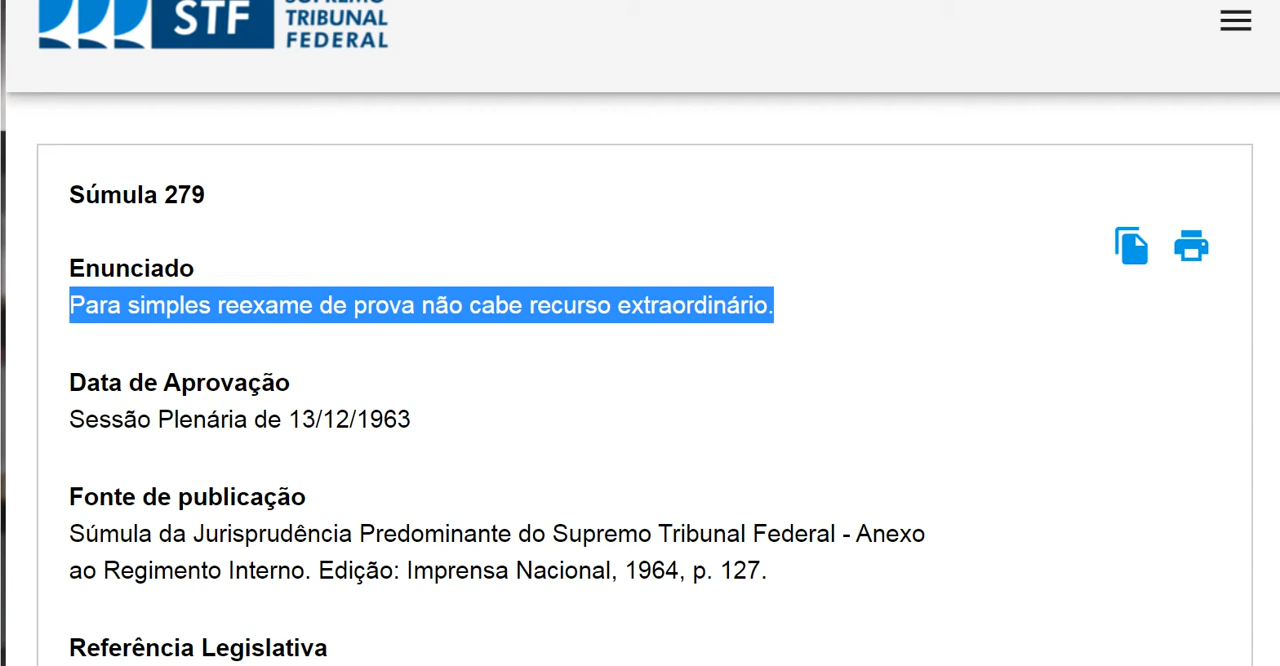 STF
SUPREMO
TRIBUNAL
FEDERAL
Súmula 279
Enunciado
Para simples reexame de prova não cabe recurso extraordinário.
Data de Aprovação
Sessão Plenária de 13/12/1963
Fonte de publicação
Súmula da Jurisprudência Predominante do Supremo Tribunal Federal - Anexo
ao Regimento Interno. Edição: Imprensa Nacional, 1964, p. 127.
Referência Legislativa